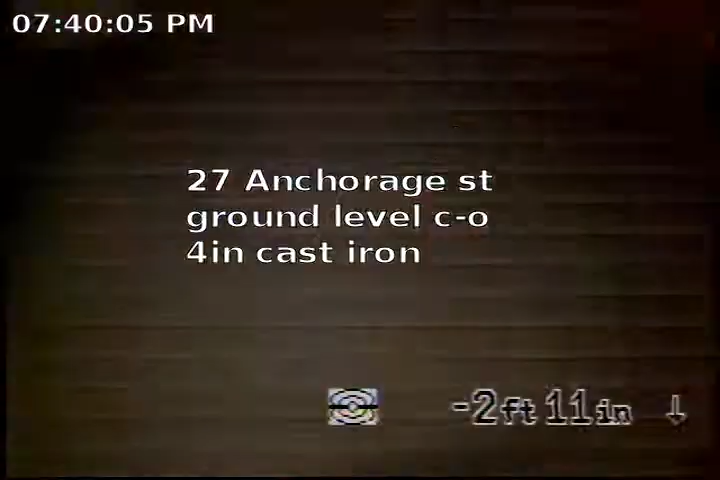 07:40:05 PM
27 Anchorage st
ground level c-o
4in cast iron
-2ft 11in ↓